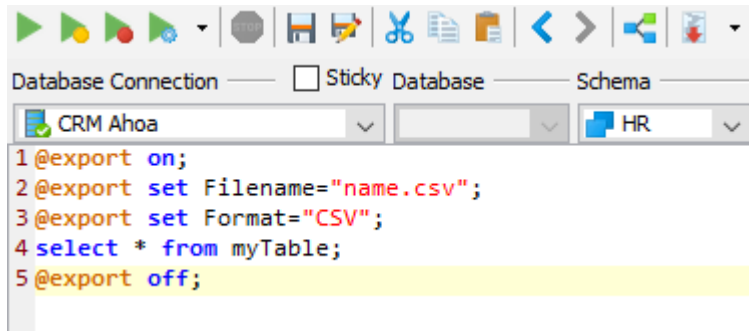 STOP
Database Connection Sticky Database Schema
CRM Ahoa HR
1 @export on;
2 @export set Filename="name.csv";
3 @export set Format="CSV";
4 select * from myTable;
5 @export off;